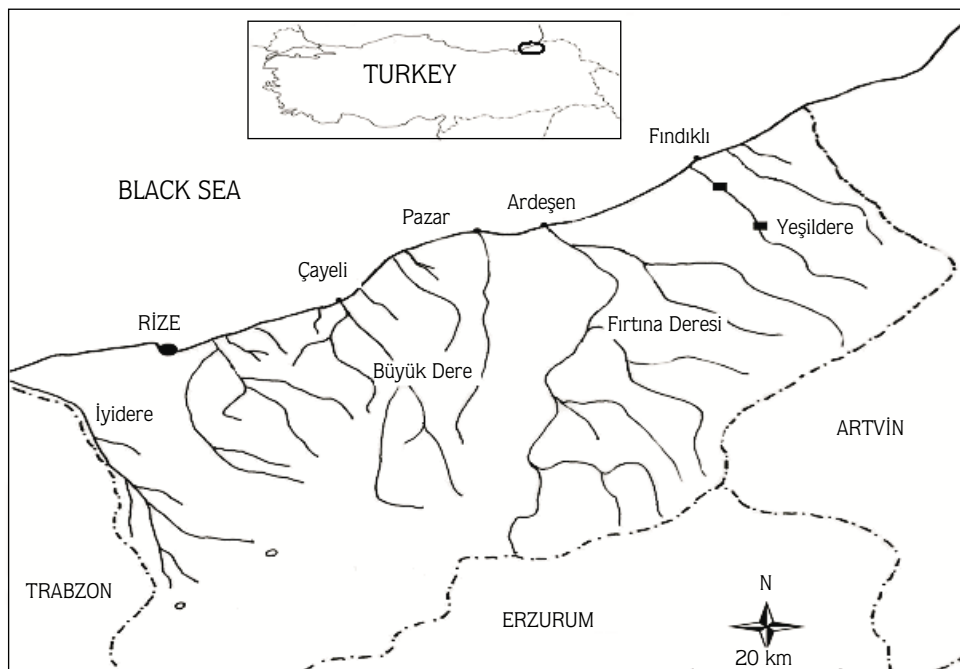 TURKEY
Fındıklı
BLACK SEA
Ardeşen
Pazar
Yeşildere
Çayeli
RİZE
Fırtına Deresi
Büyük Dere
İyidere
ARTVİN
TRABZON
ERZURUM
N
20 km